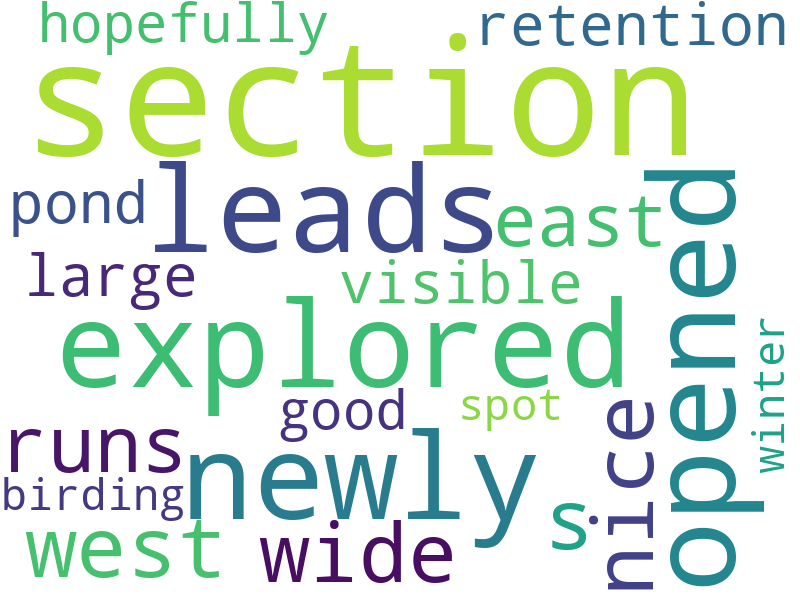 hopefully
retention
section
leads
pond
east
opened
large
visible
explored
winter
good
spot
nice
runs
newly
birding
s
west
wide